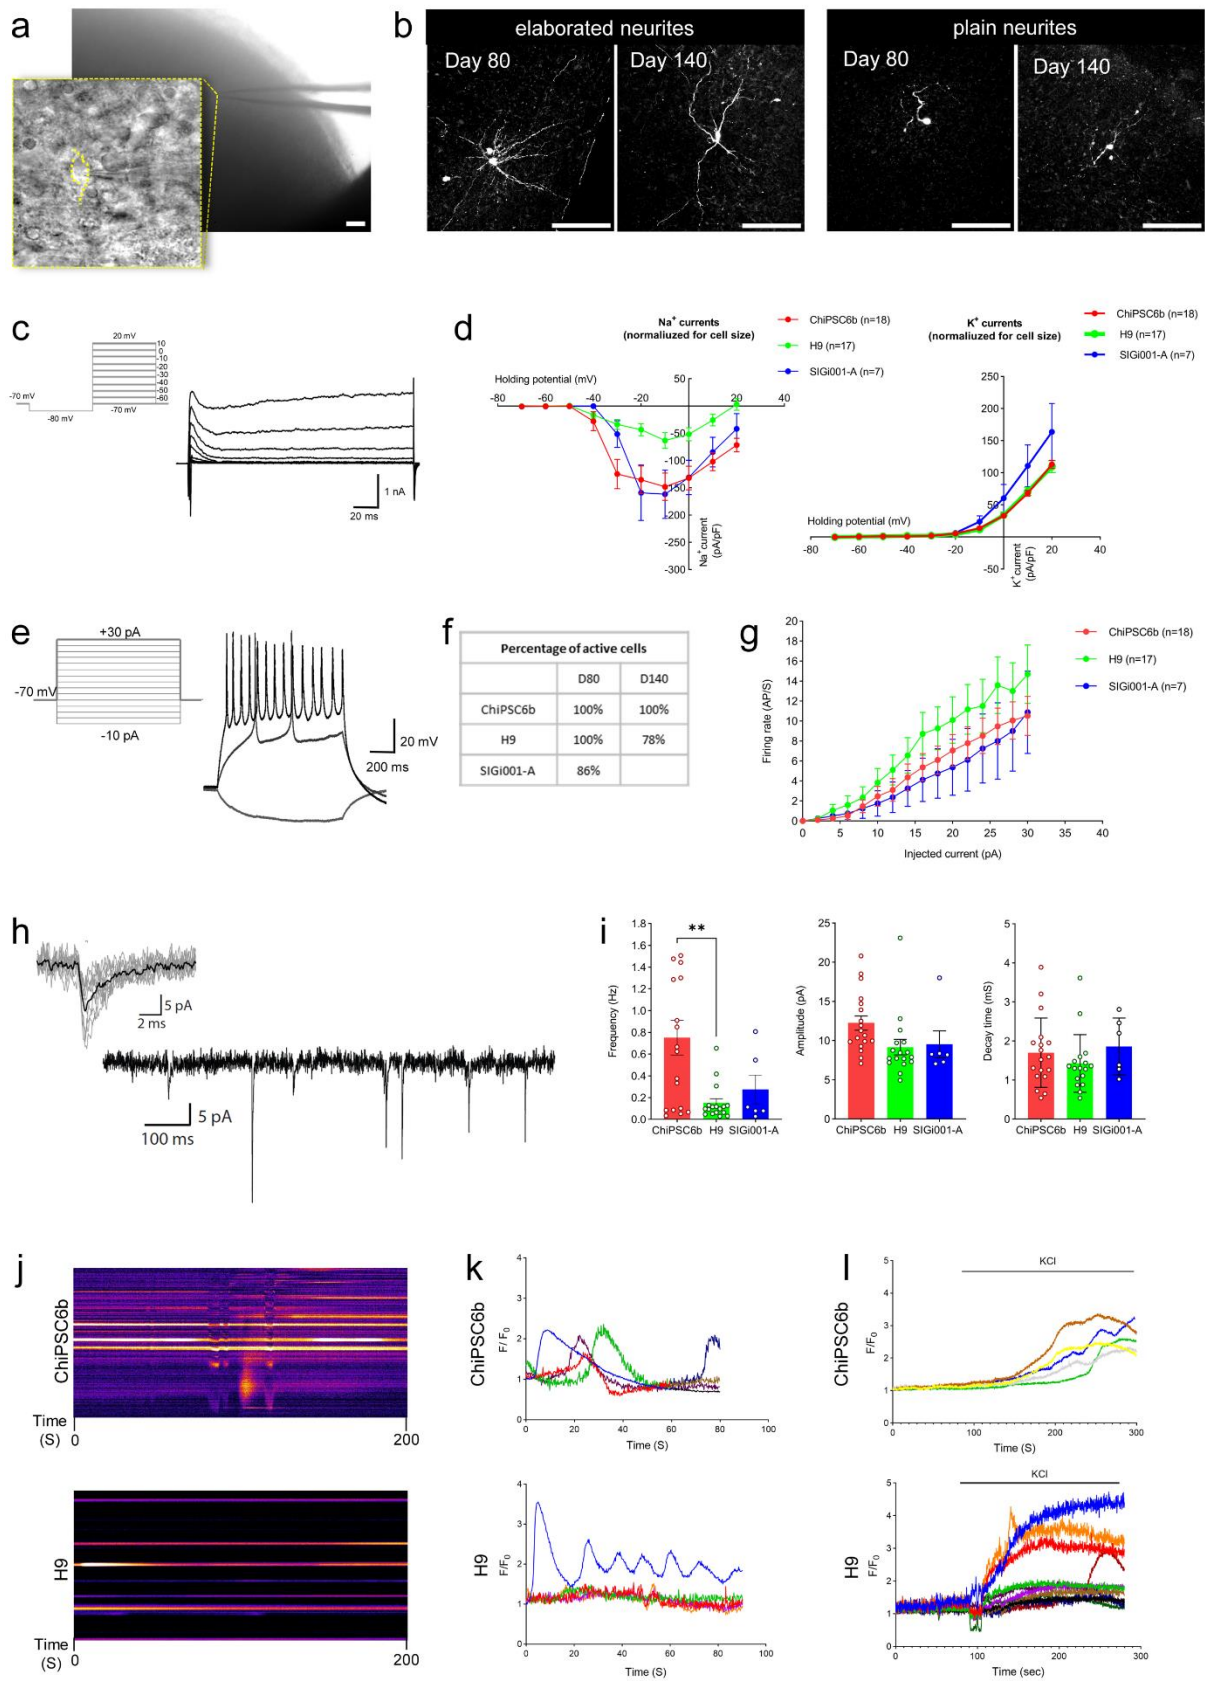 a
b
elaborated neurites
plain neurites
Day 80
Day 140
Day 80
Day 140
c
20 mV
10
0
-10
-20
-30
-40
-50
-60
-70 mV
-80 mV
-70 mV
1 nA
20 ms
d
Na+ currents
(normaliuzed for cell size)
ChiPSC6b (n=18)
H9 (n=17)
SIGi001-A (n=7)
Holding potential (mV)
-80 -60 -40 -20 20 40
50
-50
-100
-150
-200
-250
-300
Na+ current
(pA/pF)
K+ currents
(normaliuzed for cell size)
ChiPSC6b (n=18)
H9 (n=17)
SIGi001-A (n=7)
250
200
150
100
50
-50
Holding potential (mV)
-80 -60 -40 -20 0 20 40
K+ current
(pA/pF)
e
+30 pA
-70 mV
-10 pA
20 mV
200 ms
f
Percentage of active cells
D80 D140
ChiPSC6b 100% 100%
H9 100% 78%
SIGi001-A 86%
g
Firing rate (AP/S)
20
18
16
14
12
10
8
6
4
2
0
0 5 10 15 20 25 30 35 40
Injected current (pA)
ChiPSC6b (n=18)
H9 (n=17)
SIGi001-A (n=7)
h
5 pA
2 ms
5 pA
100 ms
i
Frequency (Hz)
1.8
1.6
1.4
1.2
1.0
0.8
0.6
0.4
0.2
0.0
**
ChiPSC6b H9 SIGi001-A
Amplitude (pA)
25
20
15
10
5
0
ChiPSC6b H9 SIGi001-A
Decay time (mS)
5
4
3
2
1
0
ChiPSC6b H9 SIGi001-A
j
ChiPSC6b
Time
(S)
0 200
H9
Time
(S)
0 200
k
ChiPSC6b
F/ F0
4
3
2
1
0
0 20 40 60 80 100
Time (S)
H9
F/F0
4
3
2
1
0
0 20 40 60 80 100
Time (S)
l
KCl
ChiPSC6b
F/F0
5
4
3
2
1
0
0 100 200 300
Time (S)
KCl
H9
F/F0
5
4
3
2
1
0
0 100 200 300
Time (sec)